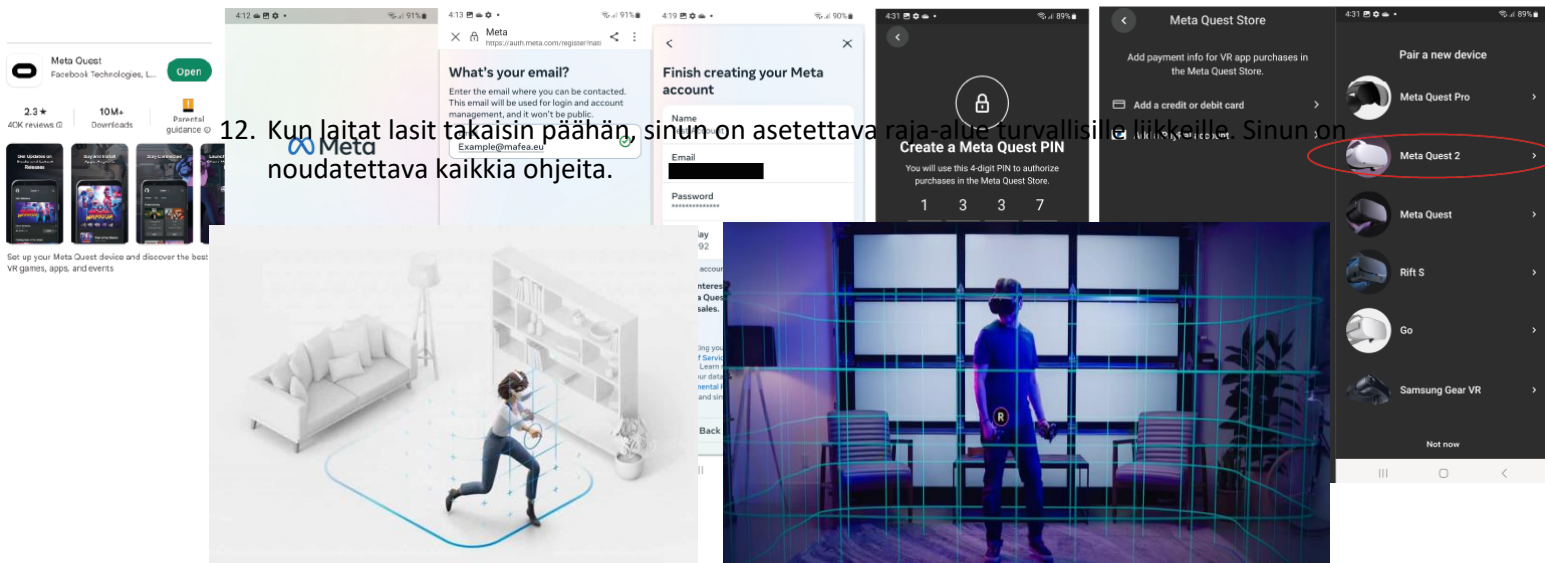 Meta Quest
Facebook Technologies, L...
Open
2.3★
40K reviews
10M+
Downloads
Parental
guidance
Set up your Meta Quest device and discover the best
VR games, apps, and events
4:12
91%
Meta
4:13
91%
Meta
https://auth.meta.com/register?nati
What's your email?
Enter the email where you can be contacted.
This email will be used for login and account
management, and it won't be public.
Example@mafea.eu
4:19
90%
Finish creating your Meta
account
Name
Email
Password
**************
92
Back
4:31
89%
Create a Meta Quest PIN
You will use this 4-digit PIN to authorize
purchases in the Meta Quest Store.
1 3 3 7
Meta Quest Store
Add payment info for VR app purchases in
the Meta Quest Store.
Add a credit or debit card
4:31
89%
Pair a new device
Meta Quest Pro
Meta Quest 2
Meta Quest
Rift S
Go
Samsung Gear VR
Not now
12. Kun laitat lasit takaisin päähän, sinun on asetettava raja-alue turvallisille liikkeille. Sinun on
noudatettava kaikkia ohjeita.
R